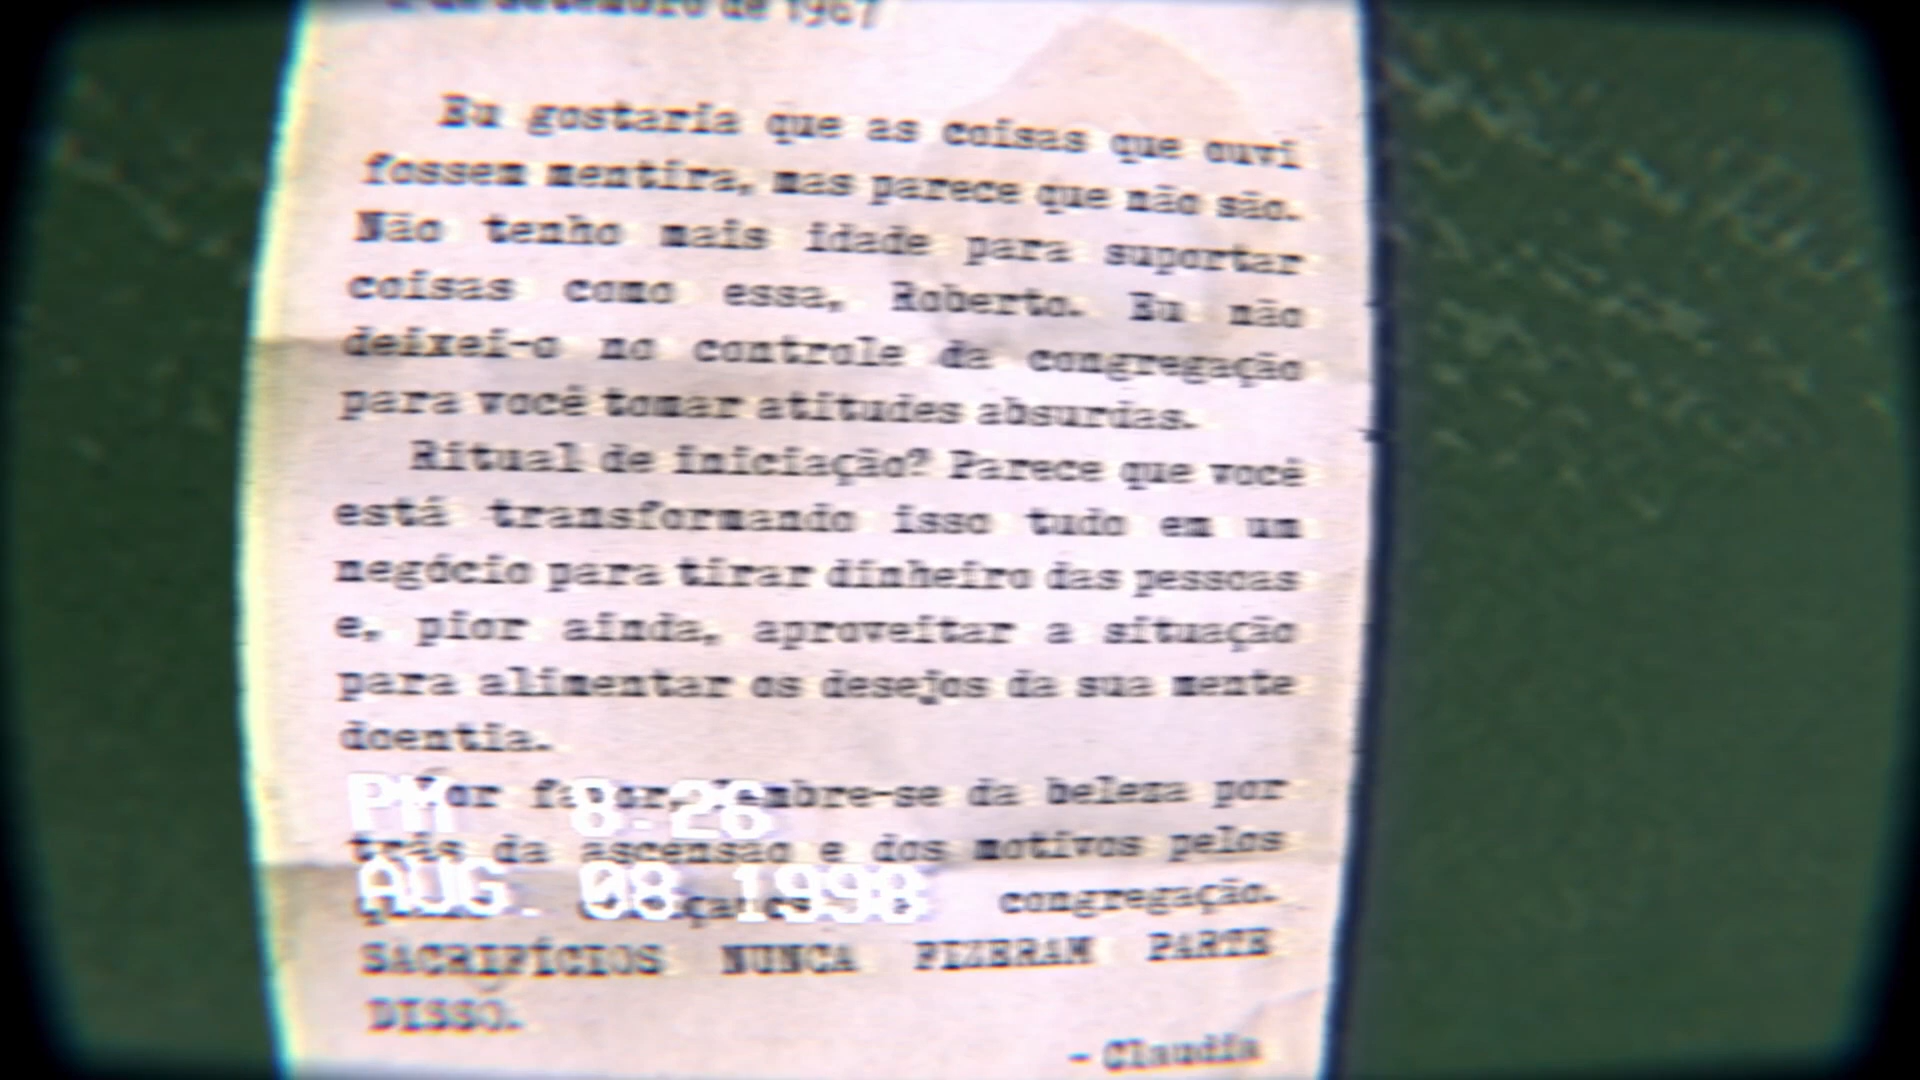 de 1987
Eu gostaria que as coisas que ouvi
fossem mentira, mas parece que não são.
Não tenho mais idade para suportar
coisas como essa, Roberto. Eu não
deixei-o no controle da congregação
para você tomar atitudes absurdas.
Ritual de iniciação? Parece que você
está transformando isso tudo em um
negócio para tirar dinheiro das pessoas
e, pior ainda, aproveitar a situação
para alimentar os desejos da sua mente
doentia.
Por favor, lembre-se da beleza por
PM 8:26
trás da ascensão e dos motivos pelos
AUG. 08 1998
congregação.
SACRIFÍCIOS NUNCA FIZERAM PARTE
DISSO.
- Claudia